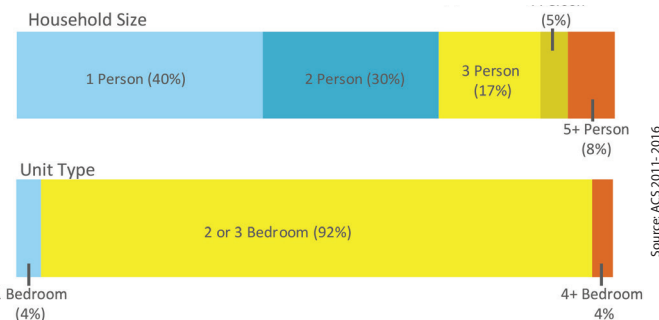 Household Size
(5%)
1 Person (40%)
2 Person (30%)
3 Person
(17%)
5+ Person
(8%)
Unit Type
2 or 3 Bedroom (92%)
Bedroom
(4%)
4+ Bedroom
4%
Source: ACS 2011- 2016